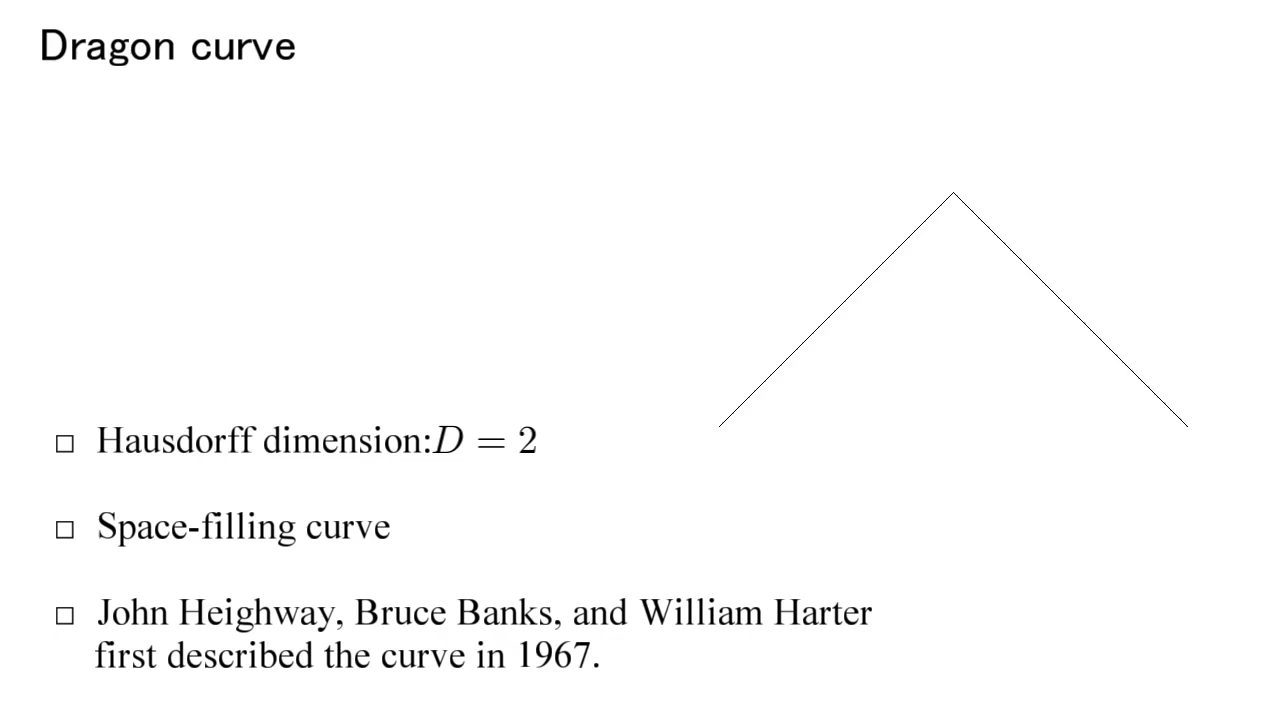 Dragon curve
□ Hausdorff dimension:D = 2
□ Space-filling curve
□ John Heighway, Bruce Banks, and William Harter
first described the curve in 1967.